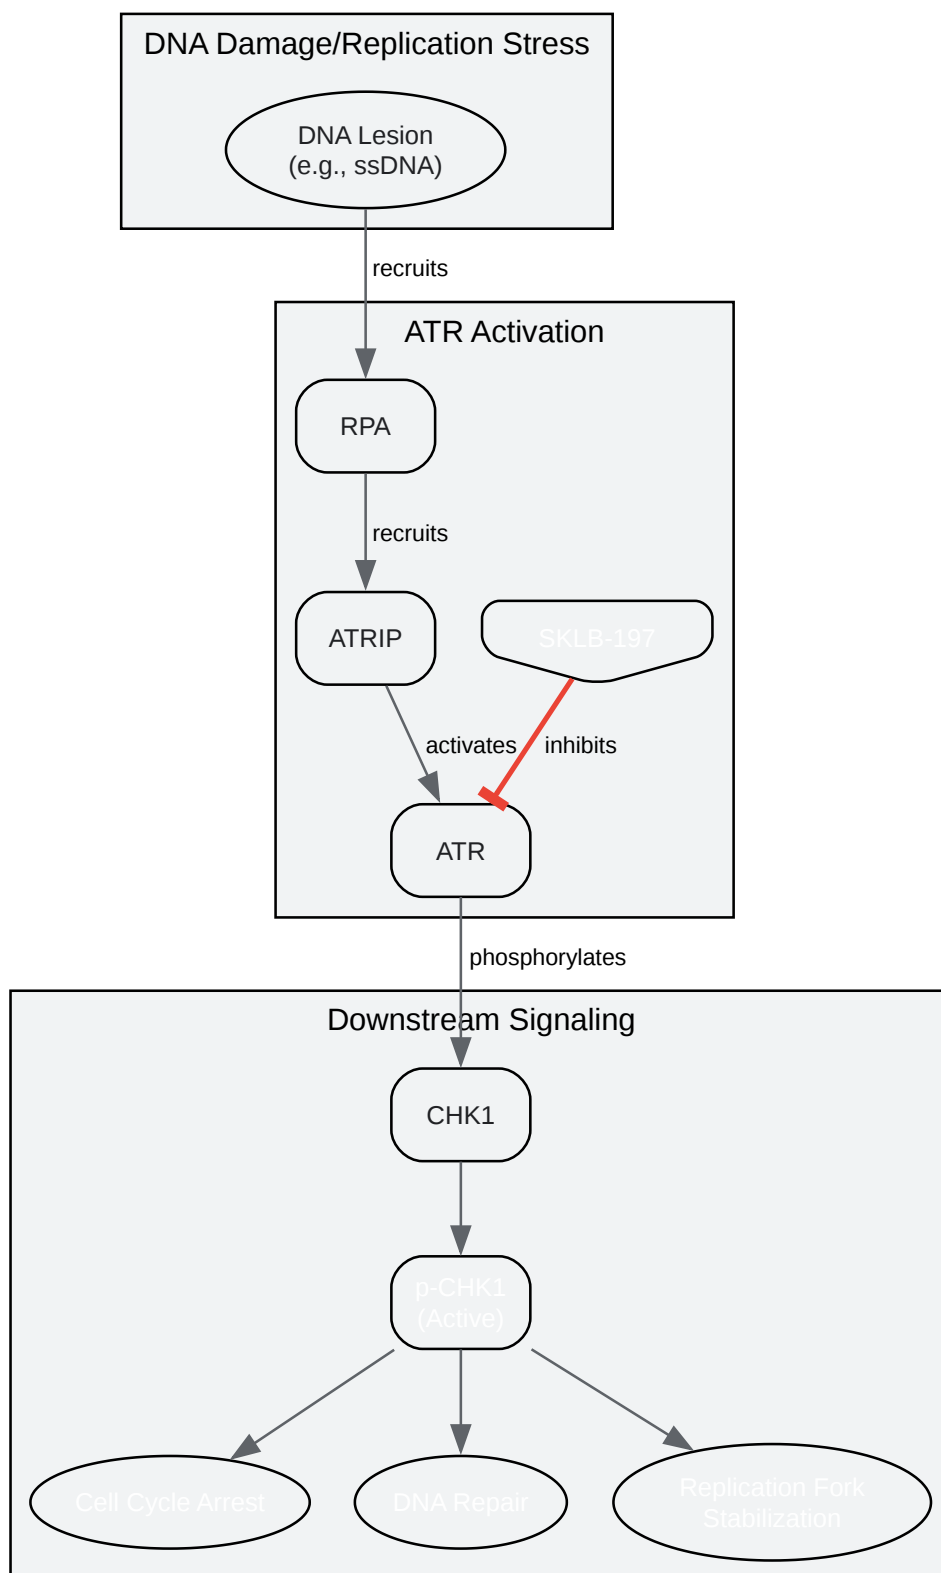 DNA Damage/Replication Stress
DNA Lesion
(e.g., ssDNA)
recruits
ATR Activation
RPA
recruits
ATRIP
SKLB-197
activates
inhibits
ATR
phosphorylates
Downstream Signaling
CHK1
p-CHK1
(Active)
Cell Cycle Arrest
DNA Repair
Replication Fork
Stabilization